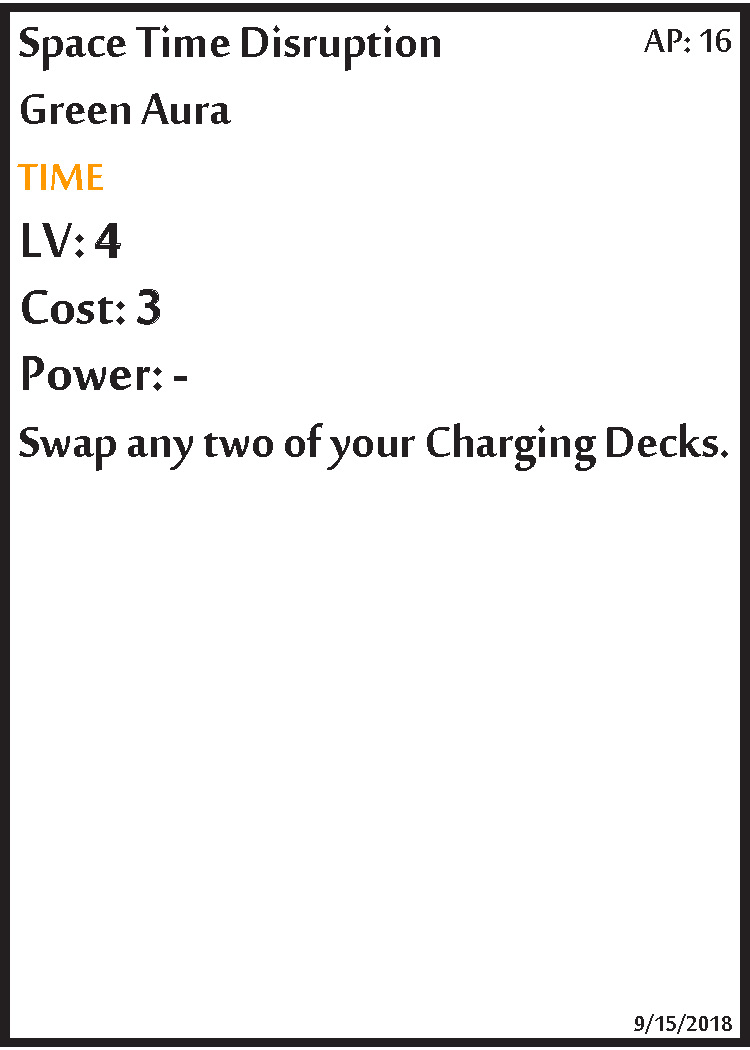 Space Time Disruption AP: 16
Green Aura
TIME
LV: 4
Cost: 3
Power: -
Swap any two of your Charging Decks.
9/15/2018